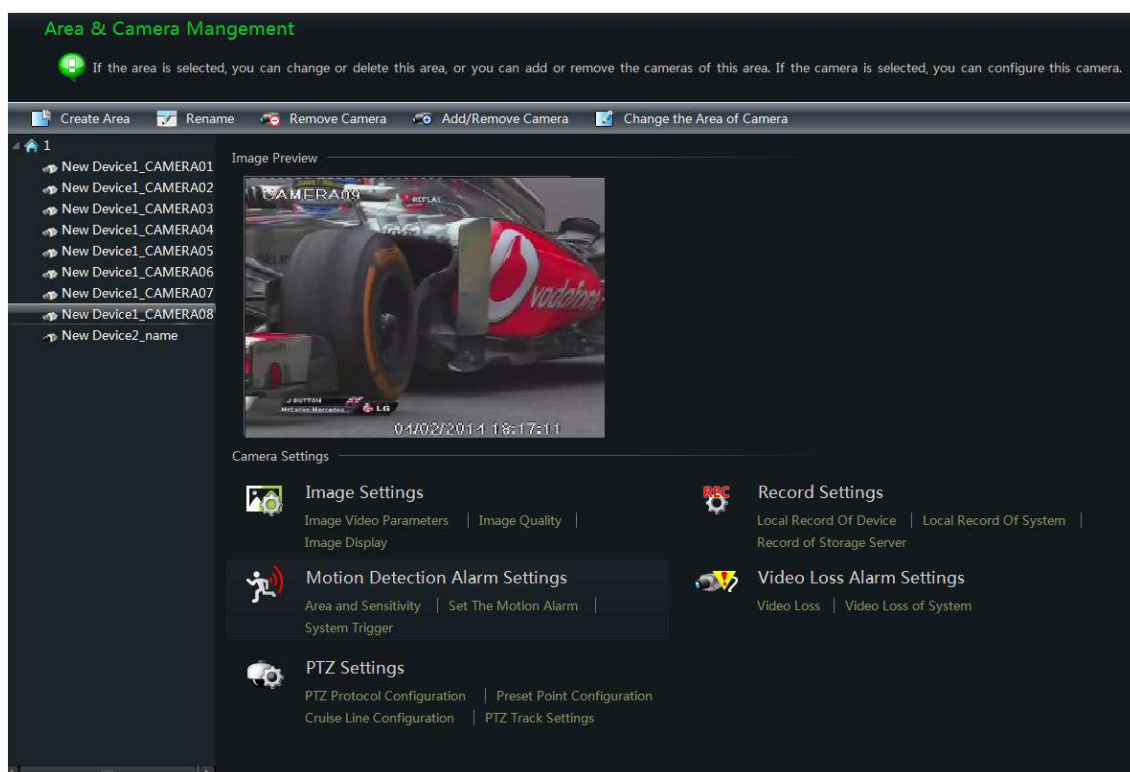 Area & Camera Mangement
If the area is selected, you can change or delete this area, or you can add or remove the cameras of this area. If the camera is selected, you can configure this camera.
Create Area Rename Remove Camera Add/Remove Camera Change the Area of Camera
1
New Device1_CAMERA01
New Device1_CAMERA02
New Device1_CAMERA03
New Device1_CAMERA04
New Device1_CAMERA05
New Device1_CAMERA06
New Device1_CAMERA07
New Device1_CAMERA08
New Device2_name
Image Preview
CAMERA09
REPLAY
vodafone
J BUTTON
McLaren Mercedes
LG
04/02/2014 18:17:11
Camera Settings
Image Settings
Image Video Parameters | Image Quality |
Image Display
Record Settings
Local Record Of Device | Local Record Of System |
Record of Storage Server
REC
Motion Detection Alarm Settings
Area and Sensitivity | Set The Motion Alarm |
System Trigger
Video Loss Alarm Settings
Video Loss | Video Loss of System
PTZ Settings
PTZ Protocol Configuration | Preset Point Configuration
Cruise Line Configuration | PTZ Track Settings